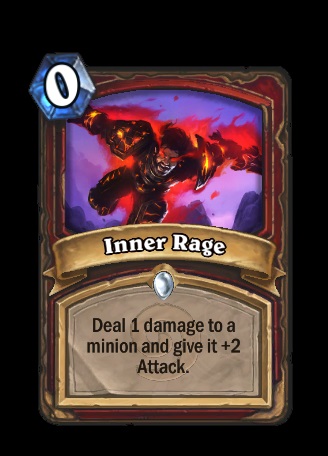 0
Inner Rage
Deal 1 damage to a
minion and give it +2
Attack.